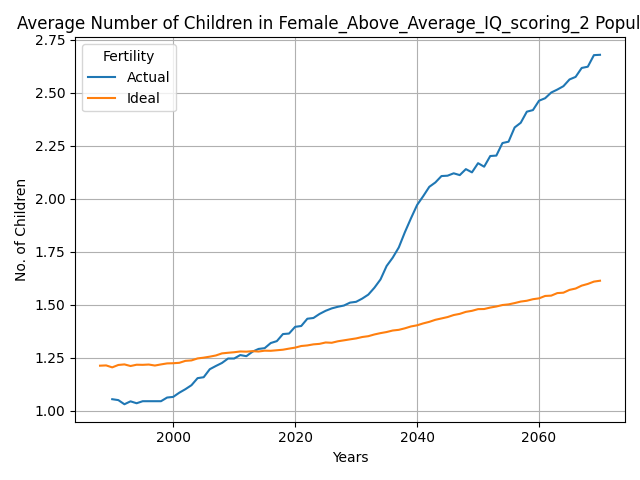 Average Number of Children in Female_Above_Average_IQ_scoring_2 Popul
Fertility
Actual
Ideal
2.75
2.50
2.25
2.00
1.75
1.50
1.25
1.00
No. of Children
2000
2020
2040
2060
Years